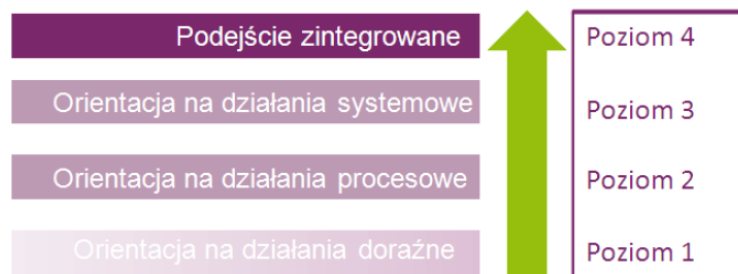 Podejście zintegrowane
Poziom 4
Orientacja na działania systemowe
Poziom 3
Orientacja na działania procesowe
Poziom 2
Orientacja na działania doraźne
Poziom 1